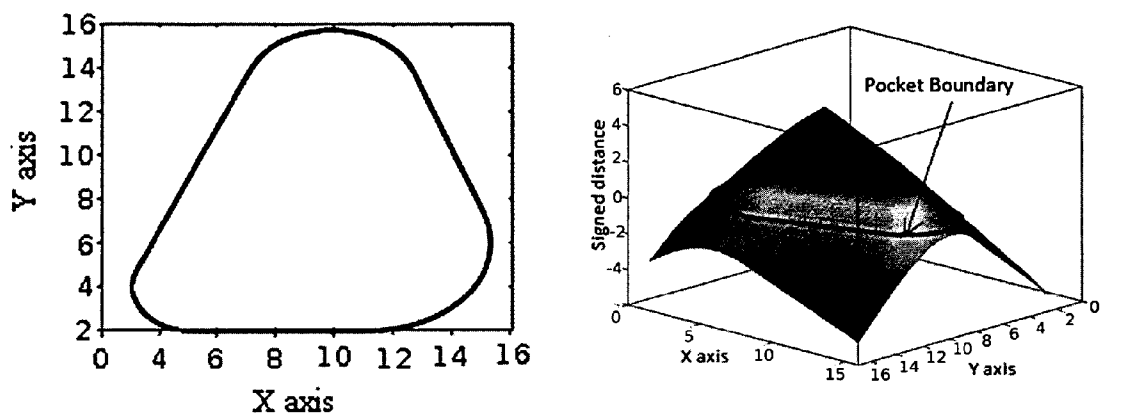 16
14
12
10
8
6
4
2
Y axis
0 4 6 8 10 12 14 16
X axis
Pocket Boundary
6
4
2
0
-2
-4
Signed distance
0 5 10 15
X axis
16 14 12 10 8 6 4 2 0
Y axis